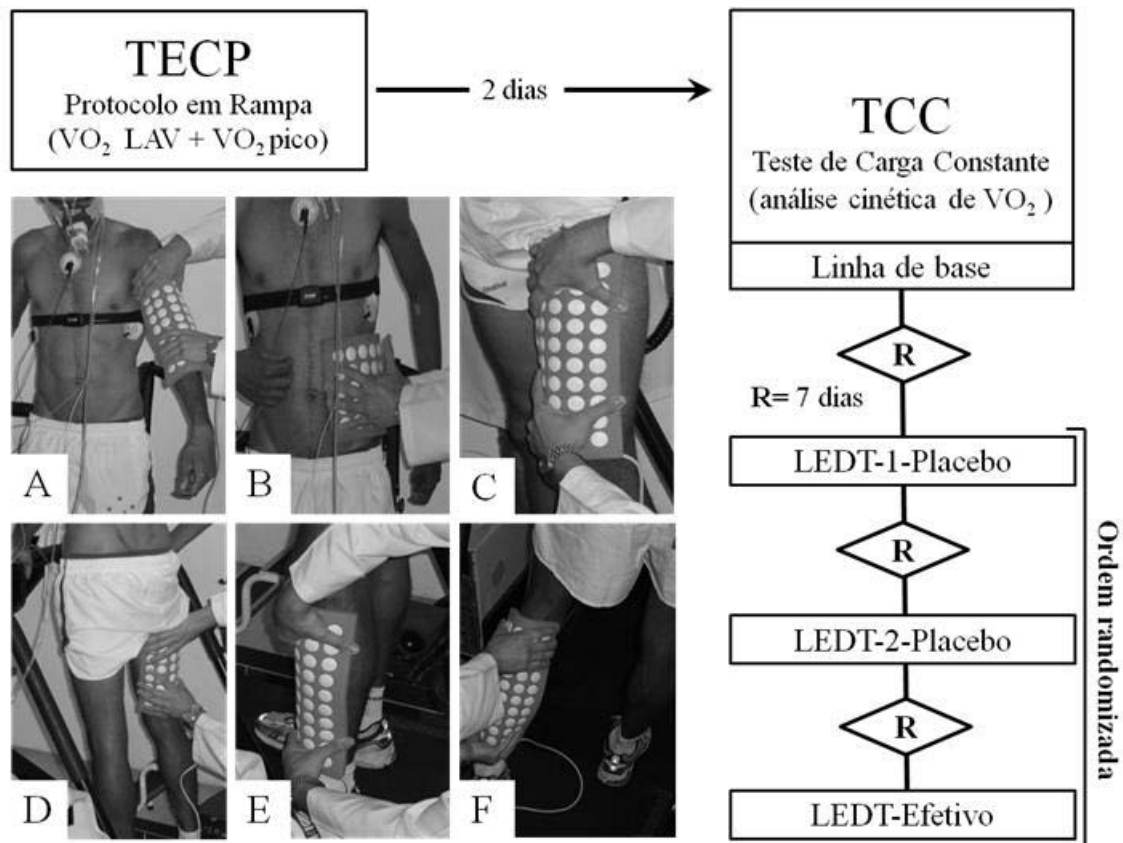 TECP
Protocolo em Rampa
(VO₂ LAV + VO₂ pico)
2 dias
TCC
Teste de Carga Constante
(análise cinética de VO₂ )
Linha de base
R
R= 7 dias
LEDT-1-Placebo
R
LEDT-2-Placebo
R
LEDT-Efetivo
Ordem randomizada
A
B
C
D
E
F